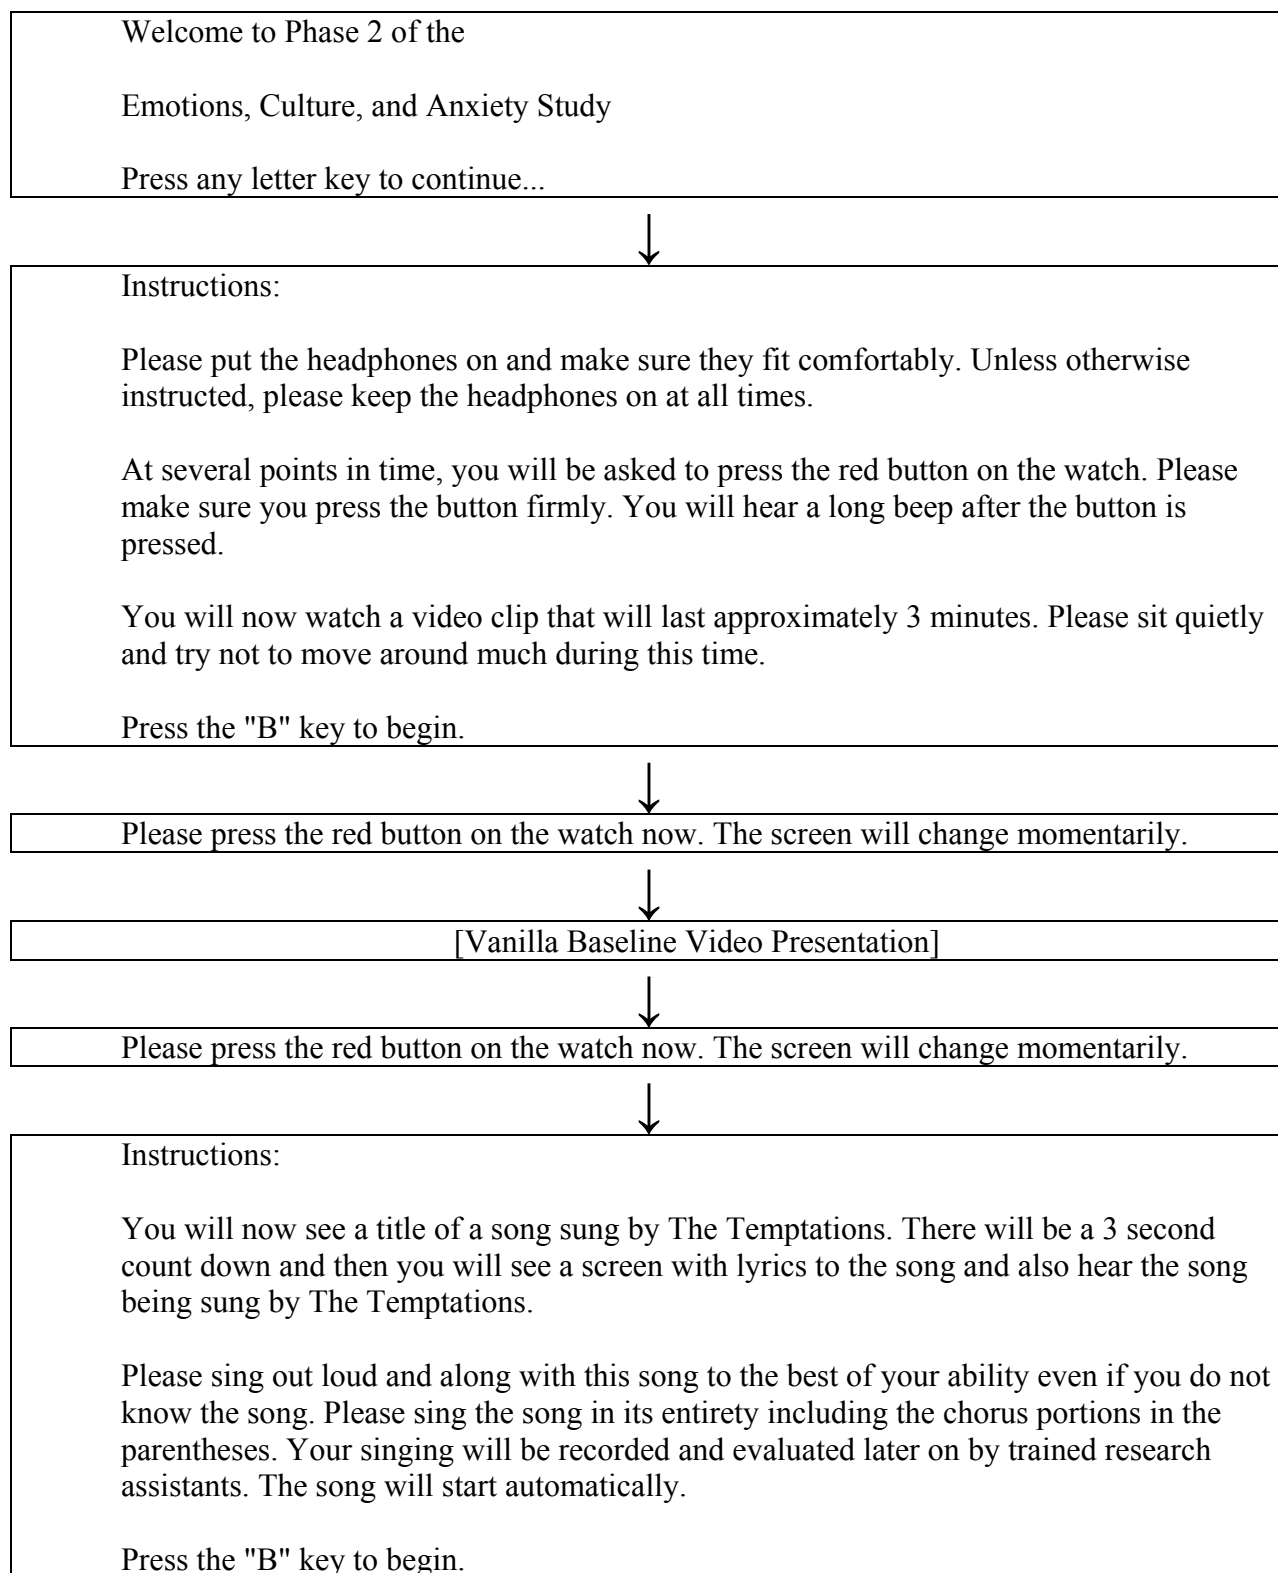 Welcome to Phase 2 of the
Emotions, Culture, and Anxiety Study
Press any letter key to continue...
↓
Instructions:
Please put the headphones on and make sure they fit comfortably. Unless otherwise
instructed, please keep the headphones on at all times.
At several points in time, you will be asked to press the red button on the watch. Please
make sure you press the button firmly. You will hear a long beep after the button is
pressed.
You will now watch a video clip that will last approximately 3 minutes. Please sit quietly
and try not to move around much during this time.
Press the "B" key to begin.
↓
Please press the red button on the watch now. The screen will change momentarily.
↓
[Vanilla Baseline Video Presentation]
↓
Please press the red button on the watch now. The screen will change momentarily.
↓
Instructions:
You will now see a title of a song sung by The Temptations. There will be a 3 second
count down and then you will see a screen with lyrics to the song and also hear the song
being sung by The Temptations.
Please sing out loud and along with this song to the best of your ability even if you do not
know the song. Please sing the song in its entirety including the chorus portions in the
parentheses. Your singing will be recorded and evaluated later on by trained research
assistants. The song will start automatically.
Press the "B" key to begin.